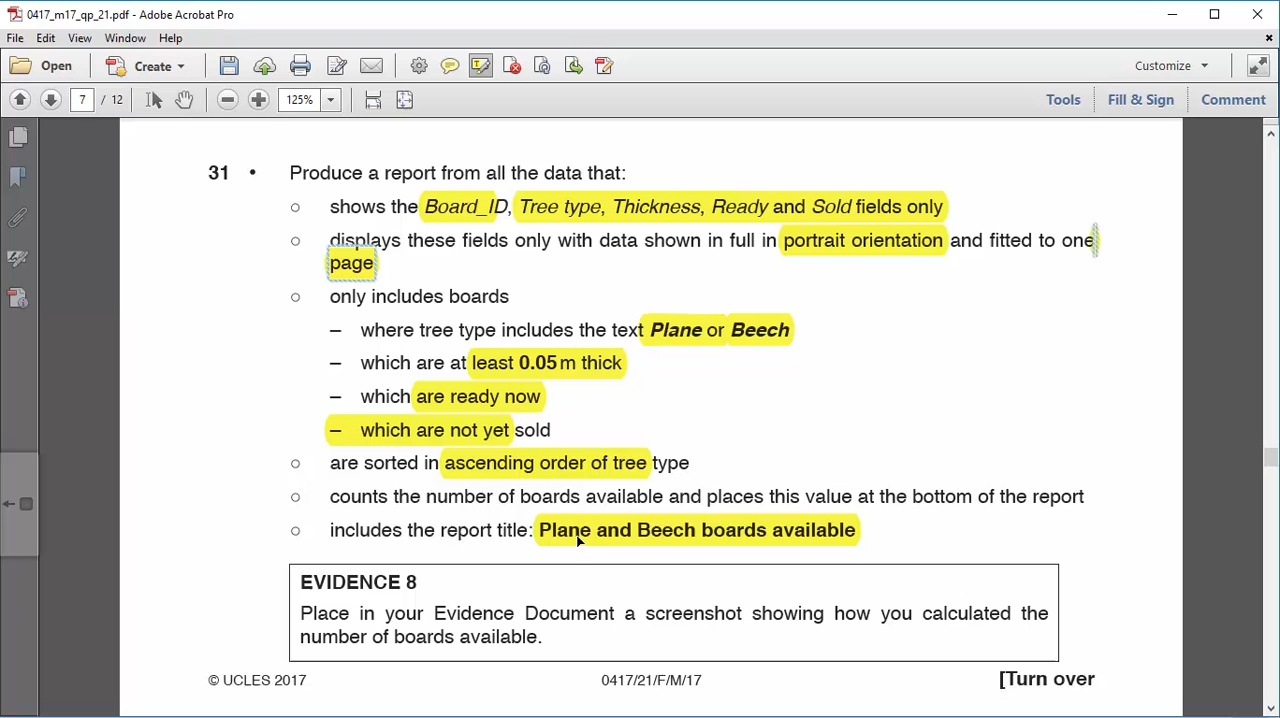 0417_m17_qp_21.pdf - Adobe Acrobat Pro
File Edit View Window Help
Open Create Customize
7 / 12 125% Tools Fill & Sign Comment
31 • Produce a report from all the data that:
○ shows the Board_ID, Tree type, Thickness, Ready and Sold fields only
○ displays these fields only with data shown in full in portrait orientation and fitted to one
page
○ only includes boards
– where tree type includes the text Plane or Beech
– which are at least 0.05 m thick
– which are ready now
– which are not yet sold
○ are sorted in ascending order of tree type
○ counts the number of boards available and places this value at the bottom of the report
○ includes the report title: Plane and Beech boards available
EVIDENCE 8
Place in your Evidence Document a screenshot showing how you calculated the
number of boards available.
© UCLES 2017 0417/21/F/M/17 [Turn over